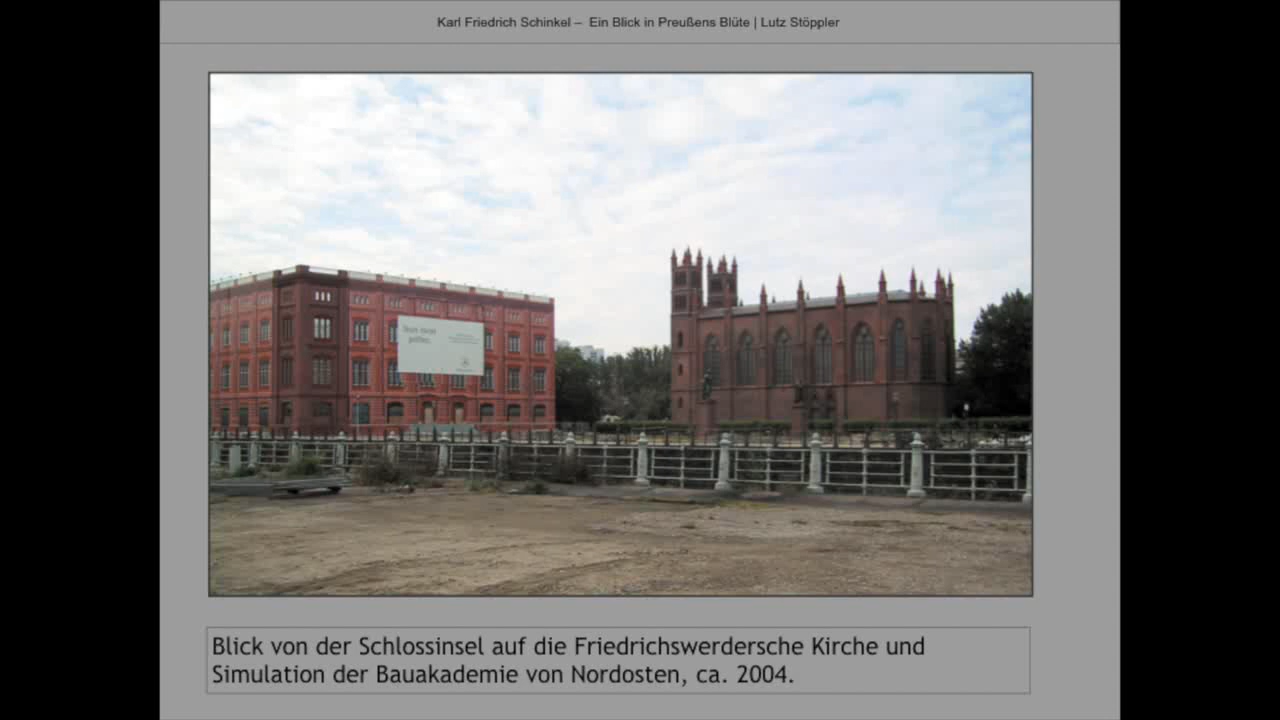 Karl Friedrich Schinkel – Ein Blick in Preußens Blüte | Lutz Stöppler
Blick von der Schlossinsel auf die Friedrichswerdersche Kirche und
Simulation der Bauakademie von Nordosten, ca. 2004.